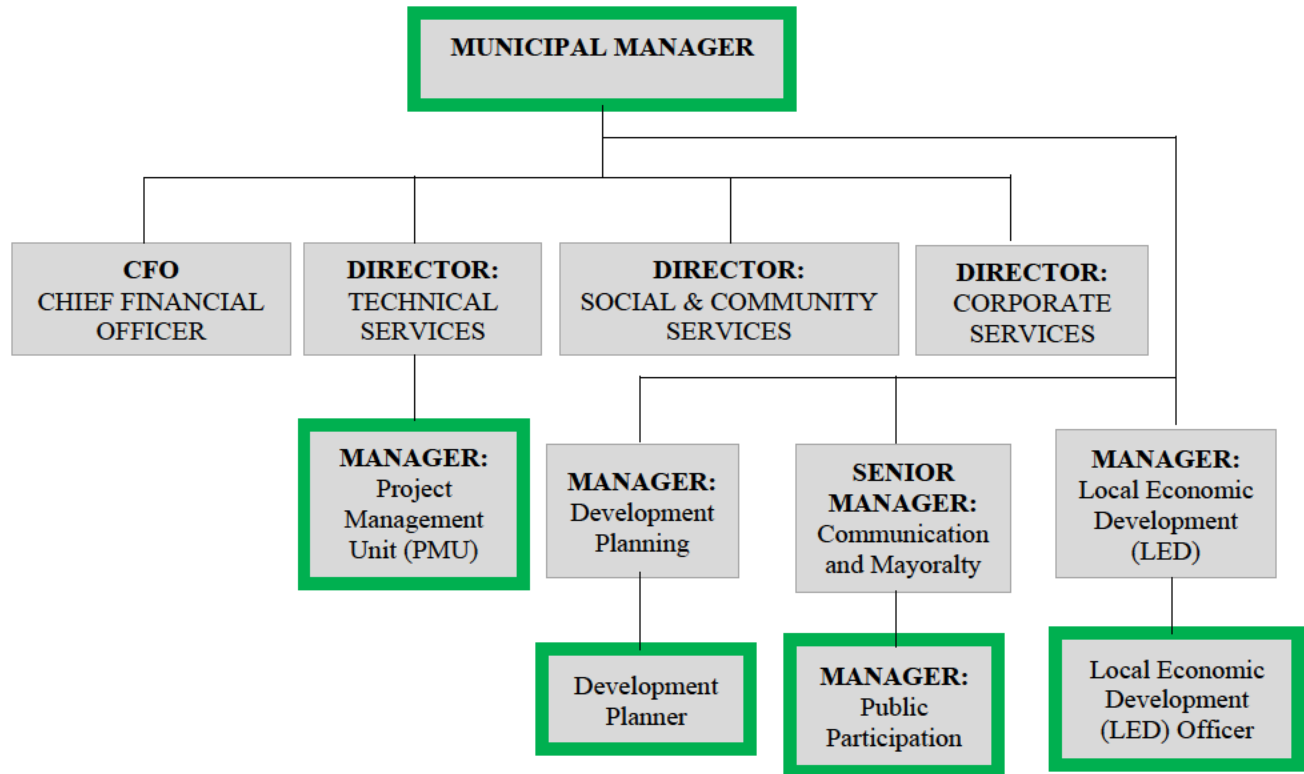 MUNICIPAL MANAGER
CFO
CHIEF FINANCIAL
OFFICER
DIRECTOR:
TECHNICAL
SERVICES
DIRECTOR:
SOCIAL & COMMUNITY
SERVICES
DIRECTOR:
CORPORATE
SERVICES
MANAGER:
Project
Management
Unit (PMU)
MANAGER:
Development
Planning
SENIOR
MANAGER:
Communication
and Mayoralty
MANAGER:
Local Economic
Development
(LED)
Development
Planner
MANAGER:
Public
Participation
Local Economic
Development
(LED) Officer